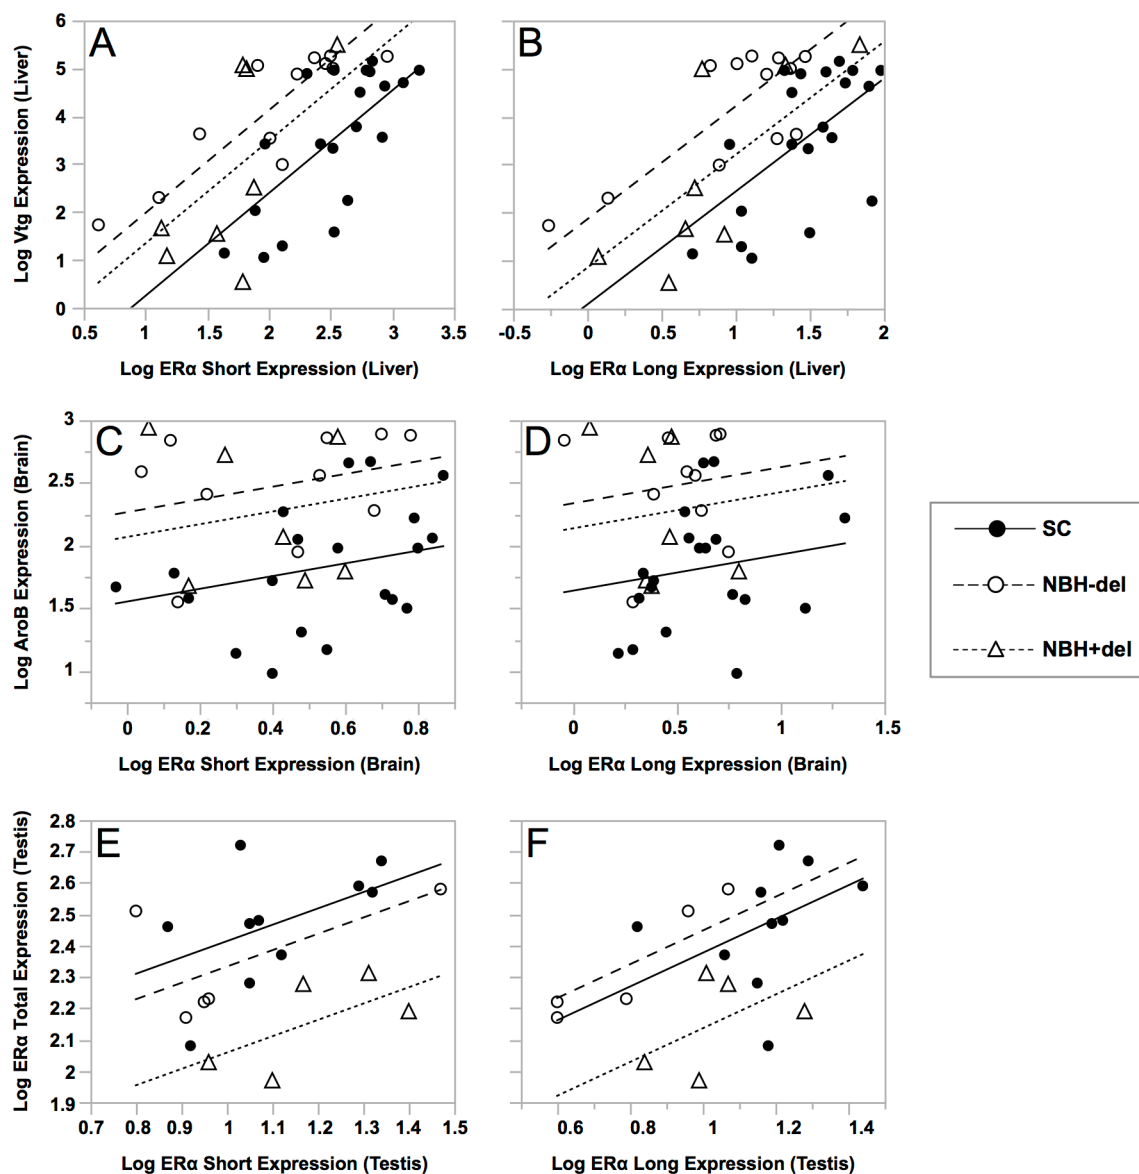 A
B
6
5
4
3
2
1
0
Log Vtg Expression (Liver)
0.5 1 1.5 2 2.5 3 3.5
-0.5 0 0.5 1 1.5 2
Log ERα Short Expression (Liver)
Log ERα Long Expression (Liver)
C
D
3
2.5
2
1.5
1
Log AroB Expression (Brain)
0 0.2 0.4 0.6 0.8
0 0.5 1 1.5
Log ERα Short Expression (Brain)
Log ERα Long Expression (Brain)
SC
NBH-del
NBH+del
E
F
2.8
2.7
2.6
2.5
2.4
2.3
2.2
2.1
2
1.9
Log ERα Total Expression (Testis)
0.7 0.8 0.9 1 1.1 1.2 1.3 1.4 1.5
0.6 0.8 1 1.2 1.4
Log ERα Short Expression (Testis)
Log ERα Long Expression (Testis)